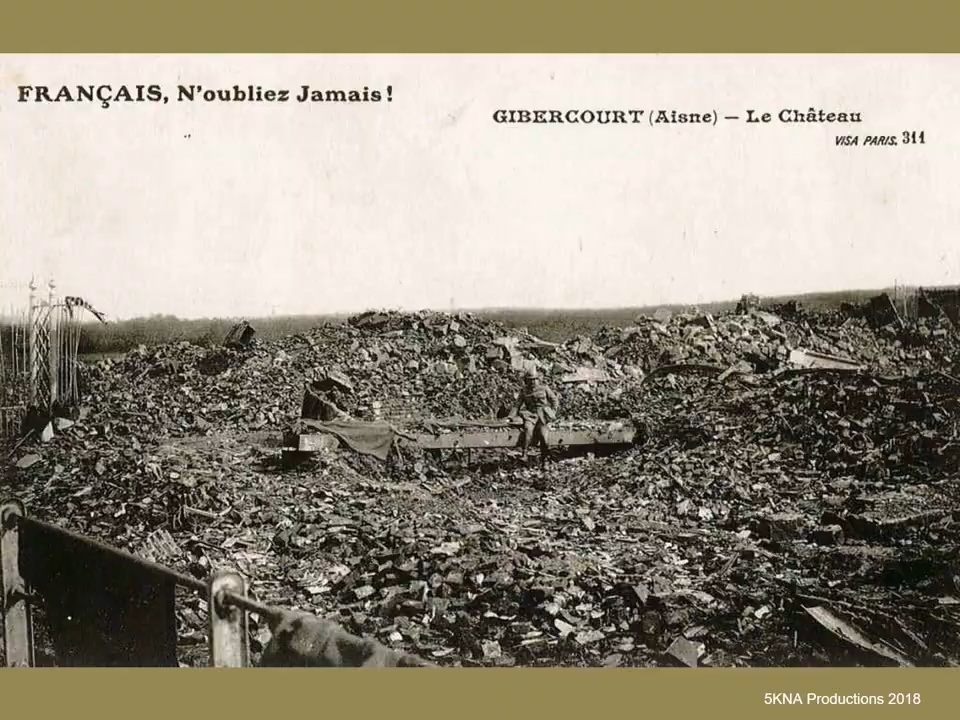 FRANÇAIS, N'oubliez Jamais!
GIBERCOURT (Aisne) — Le Château
VISA PARIS. 311
5KNA Productions 2018